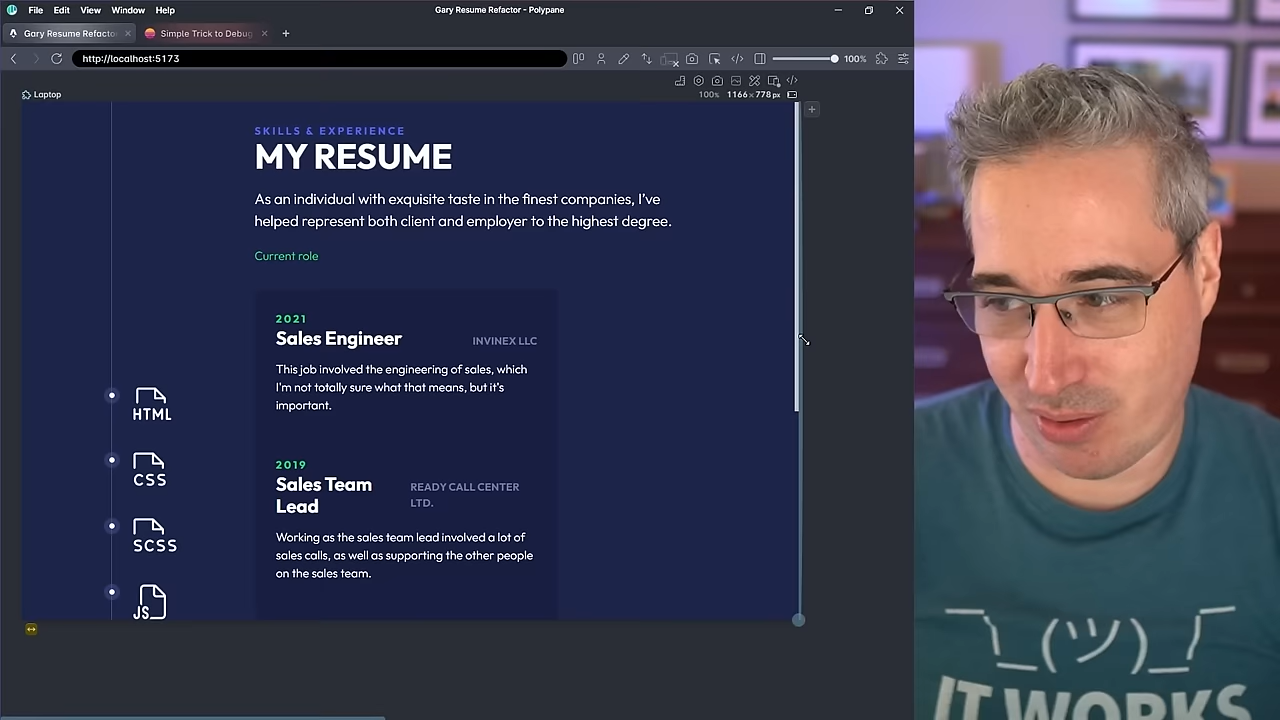 File Edit View Window Help
Gary Resume Refactor - Polypane
Gary Resume Refactor
Simple Trick to Debug
http://localhost:5173
100%
Laptop
100% 1166 x 778 px
SKILLS & EXPERIENCE
MY RESUME
As an individual with exquisite taste in the finest companies, I've
helped represent both client and employer to the highest degree.
Current role
2021
Sales Engineer
INVINEX LLC
This job involved the engineering of sales, which
I'm not totally sure what that means, but it's
important.
HTML
CSS
SCSS
JS
2019
Sales Team
Lead
READY CALL CENTER
LTD.
Working as the sales team lead involved a lot of
sales calls, as well as supporting the other people
on the sales team.
¯\_(ツ)_/¯
IT WORKS